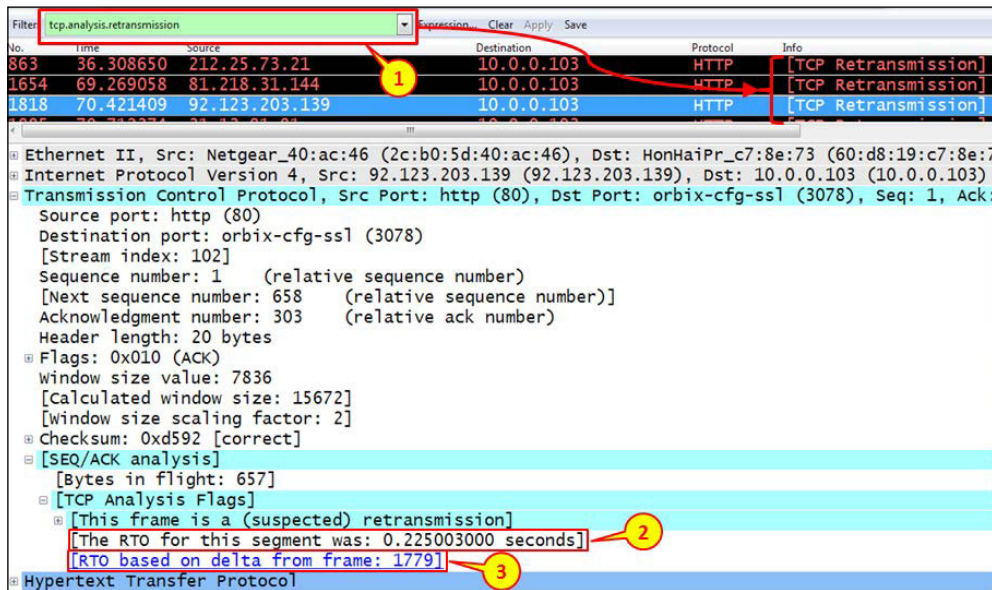 Filter: tcp.analysis.retransmission Expression... Clear Apply Save
No. Time Source Destination Protocol Info
863 36.308650 212.25.73.21 10.0.0.103 HTTP [TCP Retransmission]
1654 69.269058 81.218.31.144 10.0.0.103 HTTP [TCP Retransmission]
1818 70.421409 92.123.203.139 10.0.0.103 HTTP [TCP Retransmission]
1
Ethernet II, Src: Netgear_40:ac:46 (2c:b0:5d:40:ac:46), Dst: HonHaiPr_c7:8e:73 (60:d8:19:c7:8e:7
Internet Protocol Version 4, Src: 92.123.203.139 (92.123.203.139), Dst: 10.0.0.103 (10.0.0.103)
Transmission Control Protocol, Src Port: http (80), Dst Port: orbix-cfg-ssl (3078), Seq: 1, Ack:
Source port: http (80)
Destination port: orbix-cfg-ssl (3078)
[Stream index: 102]
Sequence number: 1 (relative sequence number)
[Next sequence number: 658 (relative sequence number)]
Acknowledgment number: 303 (relative ack number)
Header length: 20 bytes
Flags: 0x010 (ACK)
Window size value: 7836
[Calculated window size: 15672]
[Window size scaling factor: 2]
Checksum: 0xd592 [correct]
[SEQ/ACK analysis]
[Bytes in flight: 657]
[TCP Analysis Flags]
[This frame is a (suspected) retransmission]
[The RTO for this segment was: 0.225003000 seconds]
2
[RTO based on delta from frame: 1779]
3
Hypertext Transfer Protocol